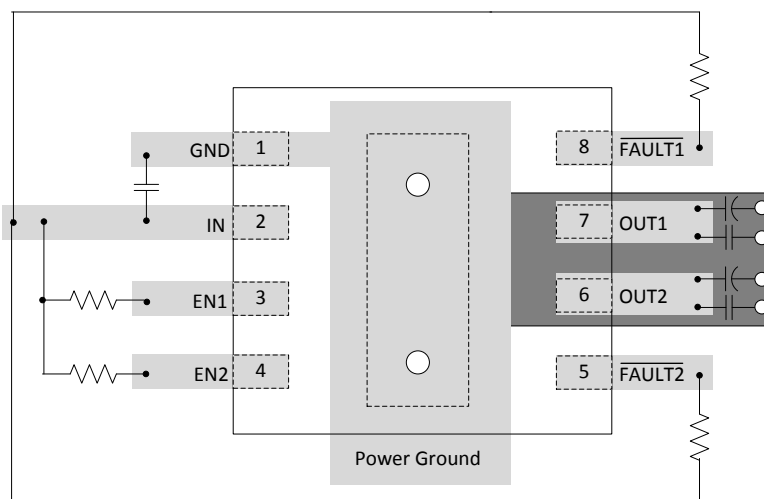 GND 1 8 FAULT1
IN 2 7 OUT1
EN1 3 6 OUT2
EN2 4 5 FAULT2
Power Ground